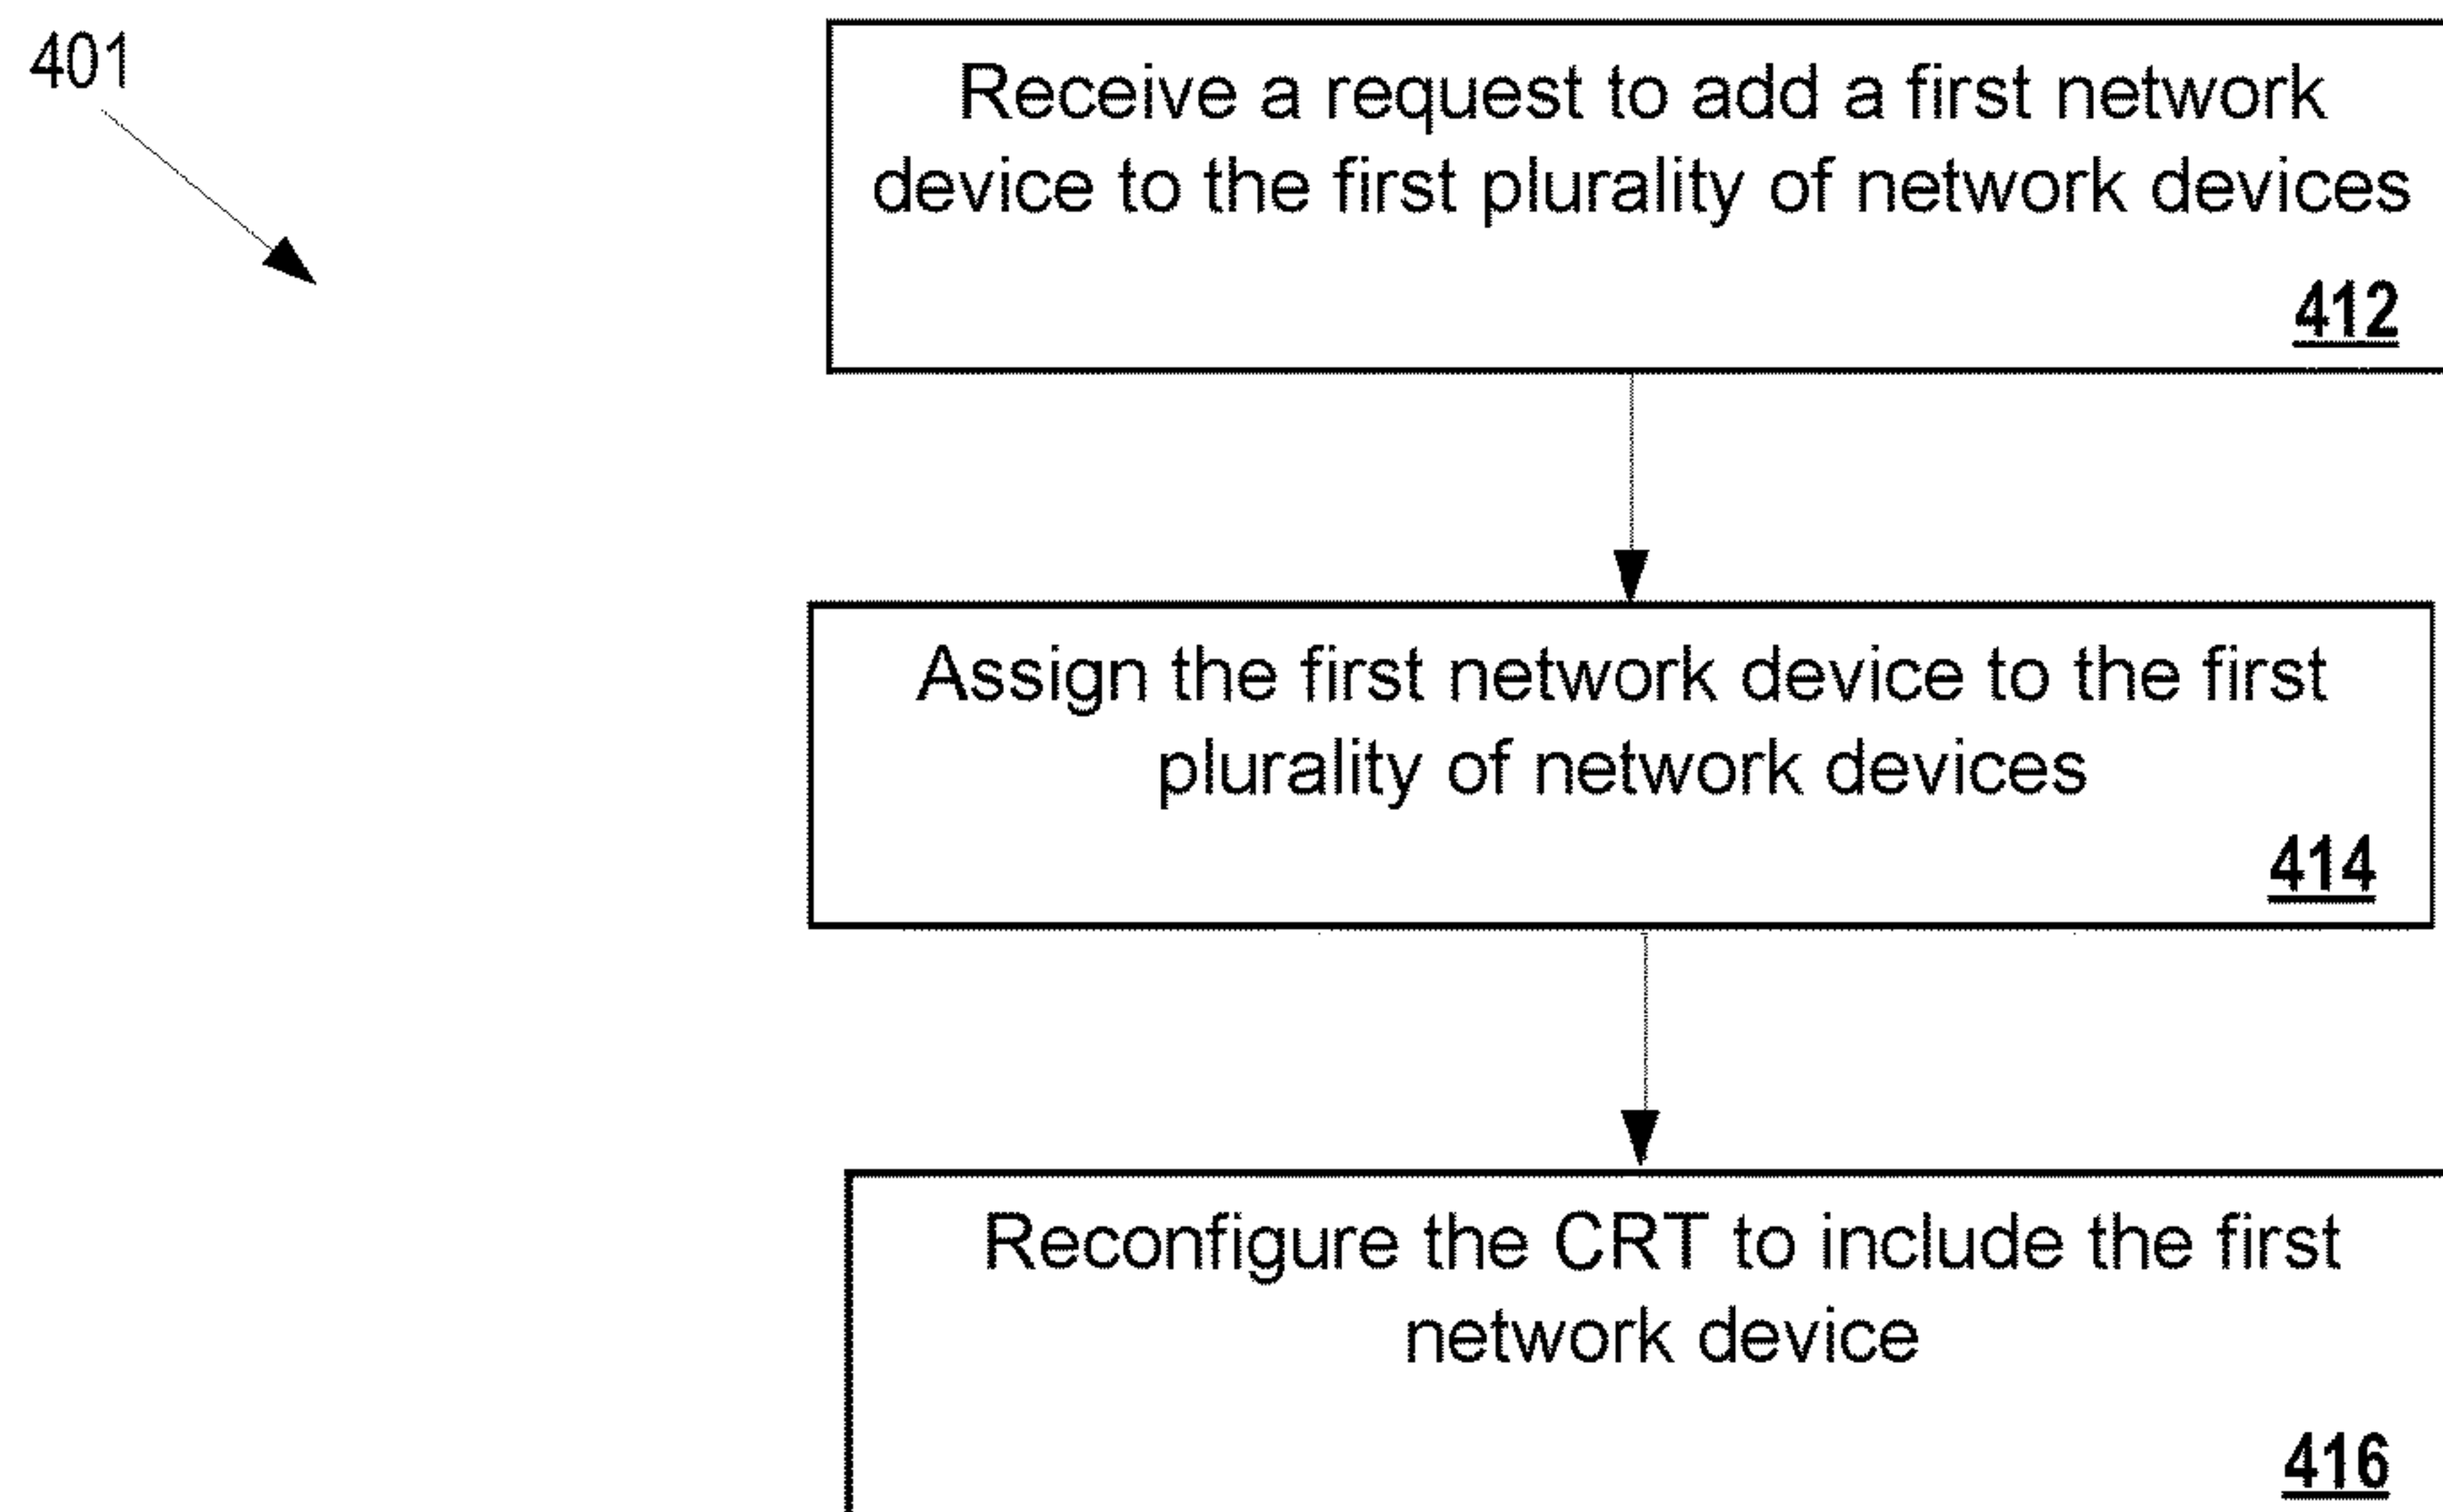 401
Receive a request to add a first network
device to the first plurality of network devices
412
Assign the first network device to the first
plurality of network devices
414
Reconfigure the CRT to include the first
network device
416